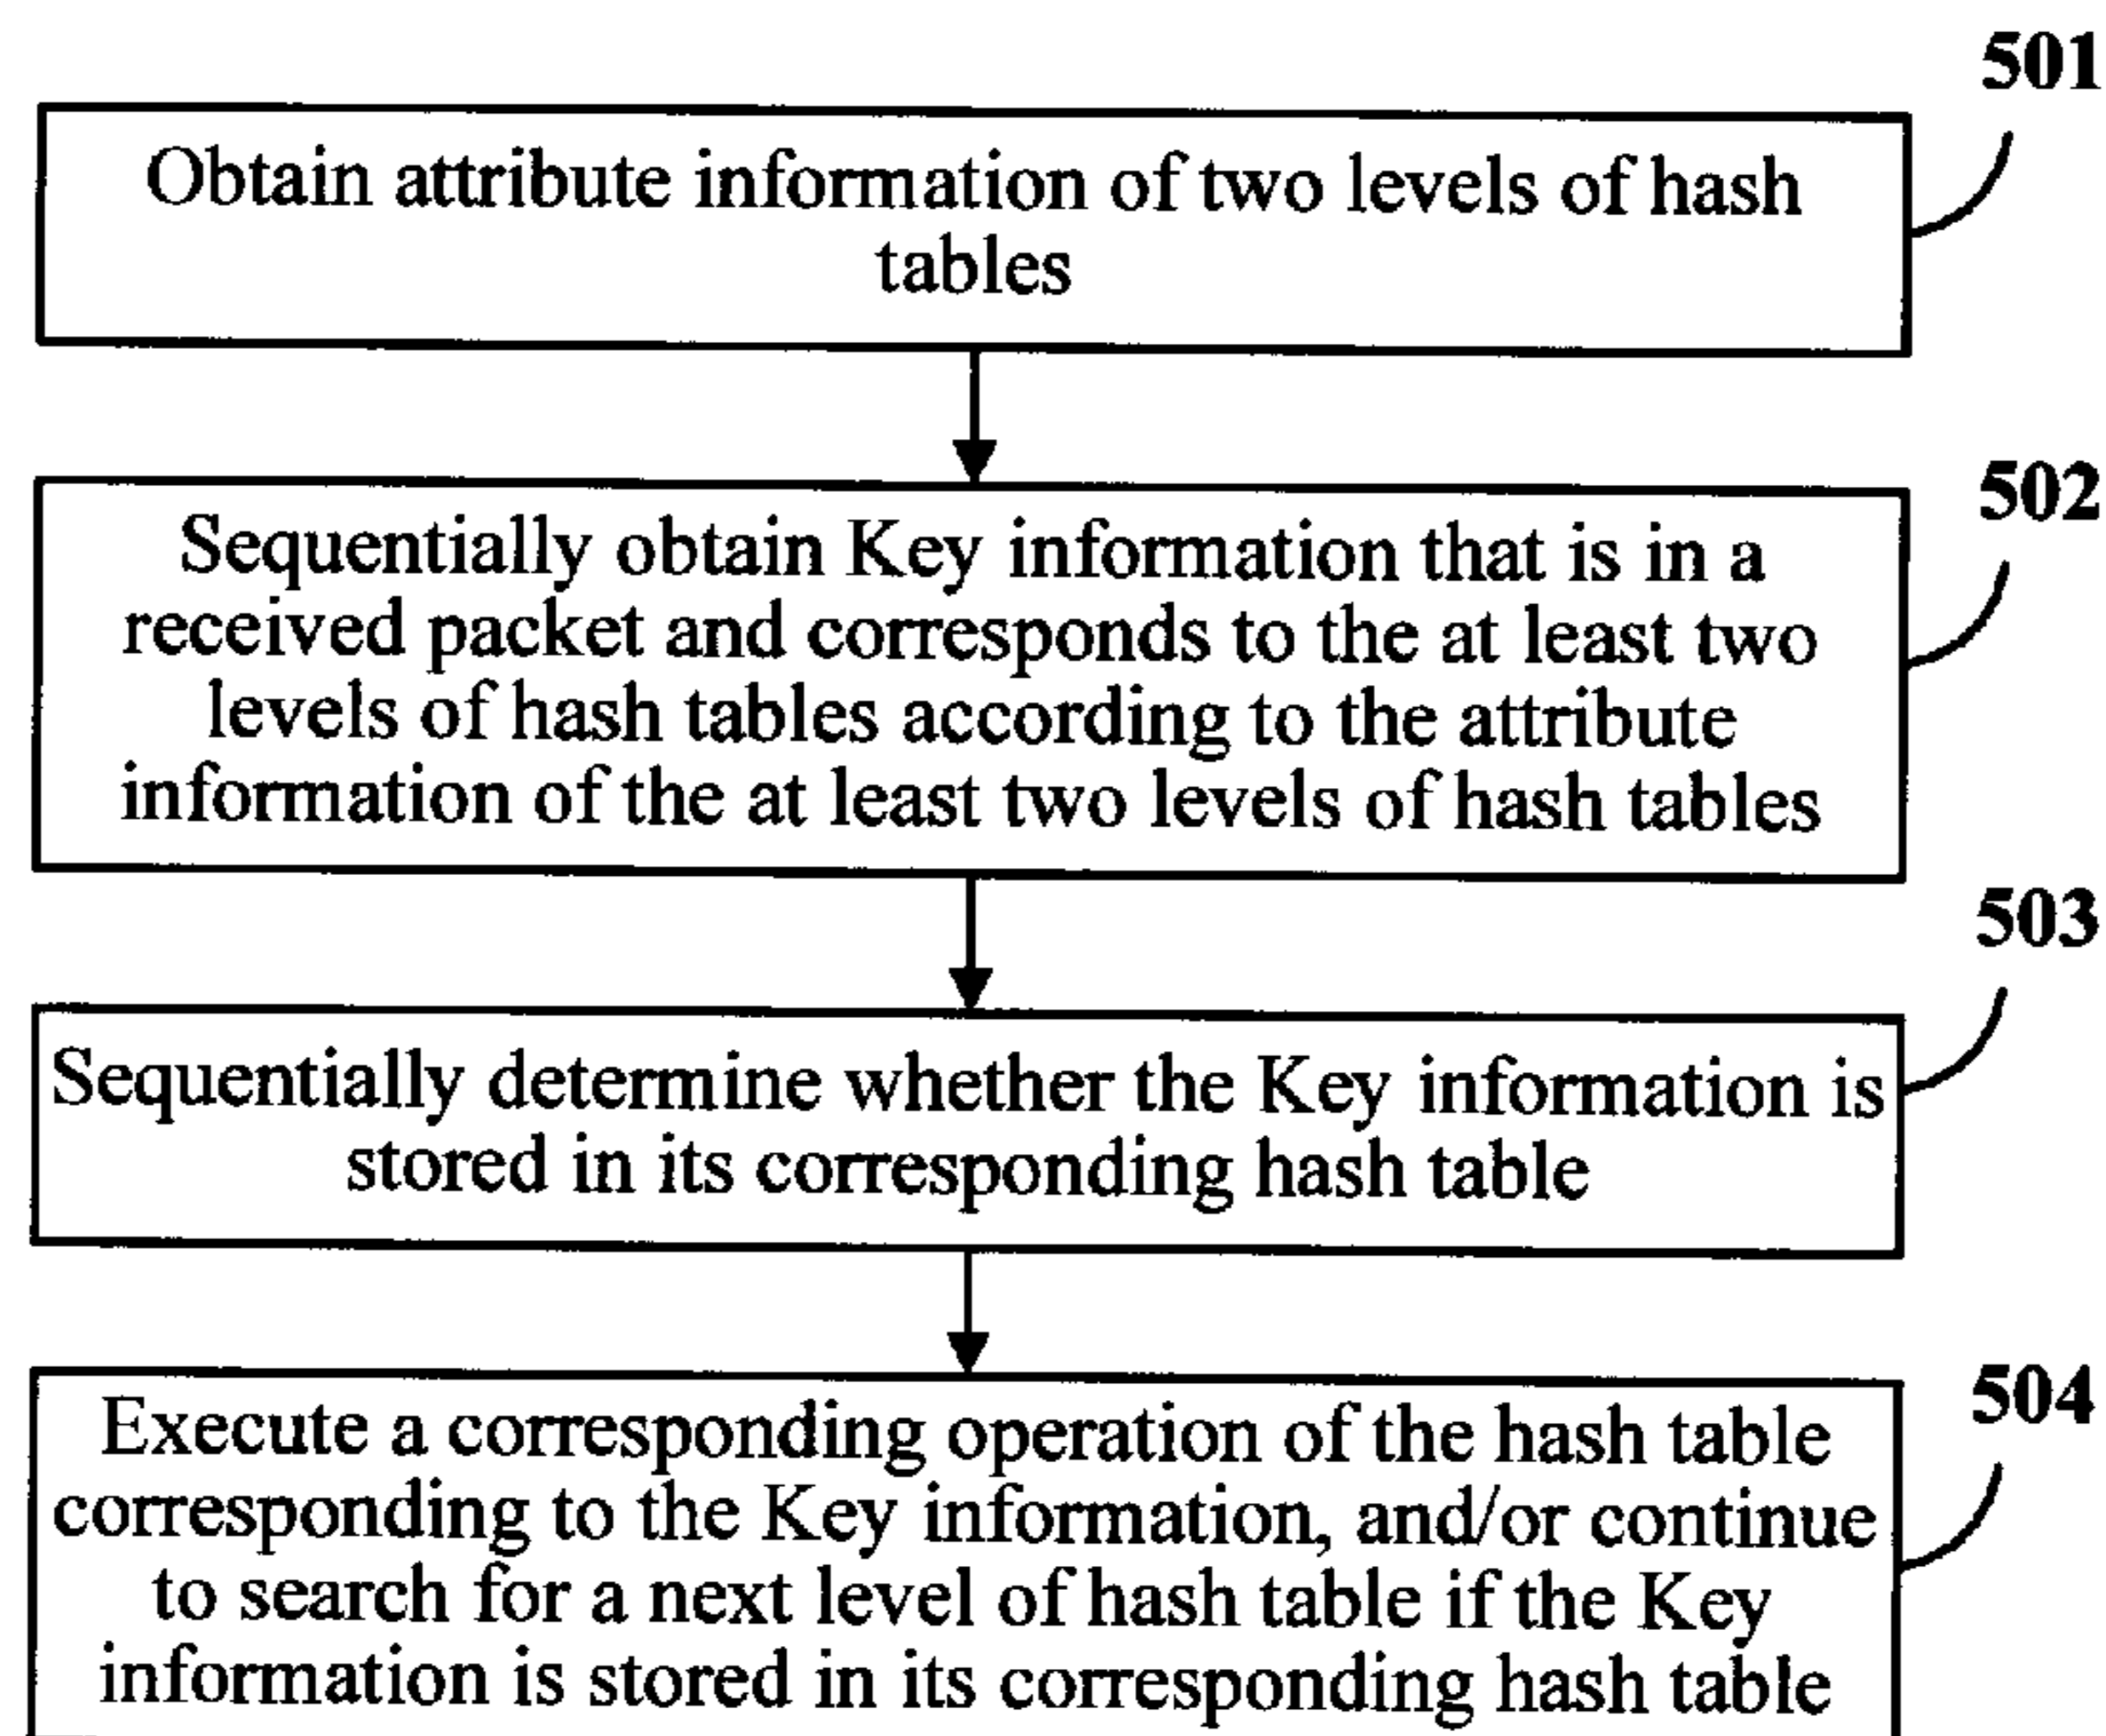 501
Obtain attribute information of two levels of hash
tables
502
Sequentially obtain Key information that is in a
received packet and corresponds to the at least two
levels of hash tables according to the attribute
information of the at least two levels of hash tables
503
Sequentially determine whether the Key information is
stored in its corresponding hash table
504
Execute a corresponding operation of the hash table
corresponding to the Key information, and/or continue
to search for a next level of hash table if the Key
information is stored in its corresponding hash table